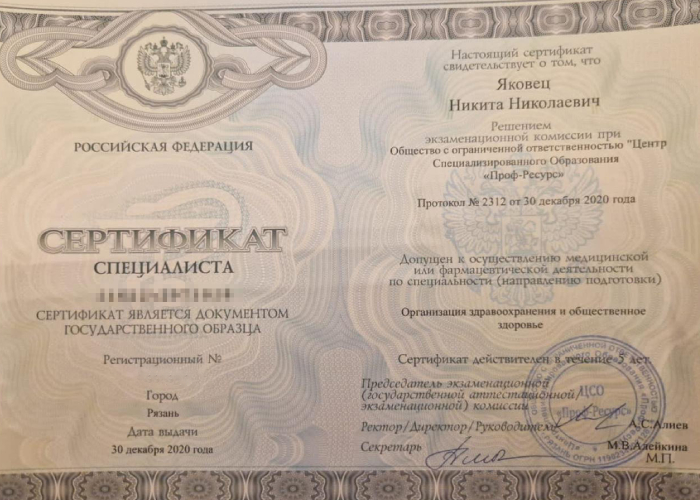 РОССИЙСКАЯ ФЕДЕРАЦИЯ
СЕРТИФИКАТ
СПЕЦИАЛИСТА
СЕРТИФИКАТ ЯВЛЯЕТСЯ ДОКУМЕНТОМ
ГОСУДАРСТВЕННОГО ОБРАЗЦА
Регистрационный №
Город
Рязань
Дата выдачи
30 декабря 2020 года
Настоящий сертификат
свидетельствует о том, что
Яковец
Никита Николаевич
Решением
экзаменационной комиссии при
Общество с ограниченной ответственностью "Центр
Специализированного Образования
«Проф-Ресурс»
Протокол № 2312 от 30 декабря 2020 года
Допущен к осуществлению медицинской
или фармацевтической деятельности
по специальности (направлению подготовки)
Организация здравоохранения и общественное
здоровье
Сертификат действителен в течение 5 лет.
Председатель экзаменационной
(государственной аттестационной,
экзаменационной) комиссии
Ректор/Директор/Руководитель
А.С.Алиев
Секретарь
М.В.Алейкина
М.П.
ЦСО
«Проф-Ресурс»